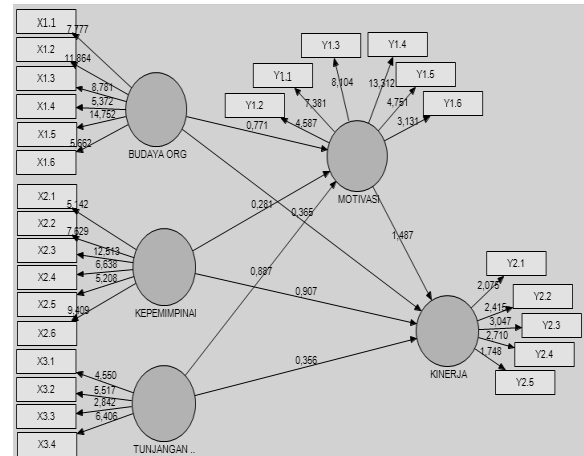 X1.1
7,777
X1.2
11,864
X1.3
8,781
X1.4
5,372
X1.5
14,752
X1.6
5,662
BUDAYA ORG
X2.1
5,142
X2.2
7,629
X2.3
12,513
X2.4
6,638
X2.5
5,208
X2.6
9,409
KEPEMIMPINAI
X3.1
4,550
X3.2
5,517
X3.3
2,842
X3.4
6,406
TUNJANGAN ..
Y1.3
Y1.4
Y1.1
8,104
13,312
Y1.5
Y1.2
7,381
4,751
Y1.6
4,587
3,131
0,771
MOTIVASI
0,281
0,365
1,487
0,887
0,907
0,356
Y2.1
2,075
Y2.2
2,415
Y2.3
3,047
Y2.4
2,710
1,748
Y2.5
KINERJA